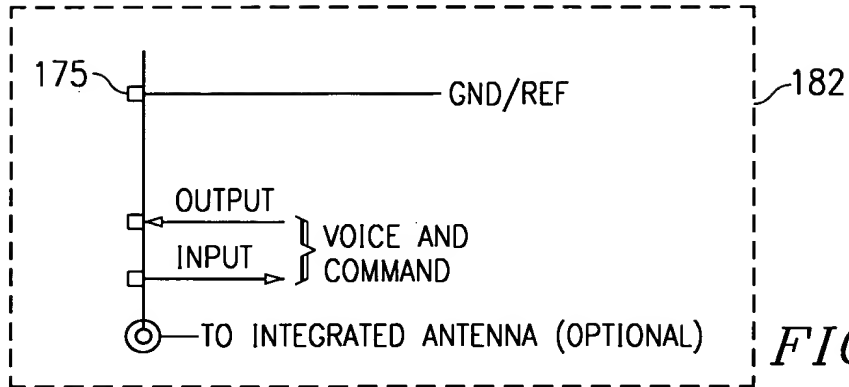 175
GND/REF
182
OUTPUT
INPUT
VOICE AND
COMMAND
TO INTEGRATED ANTENNA (OPTIONAL)